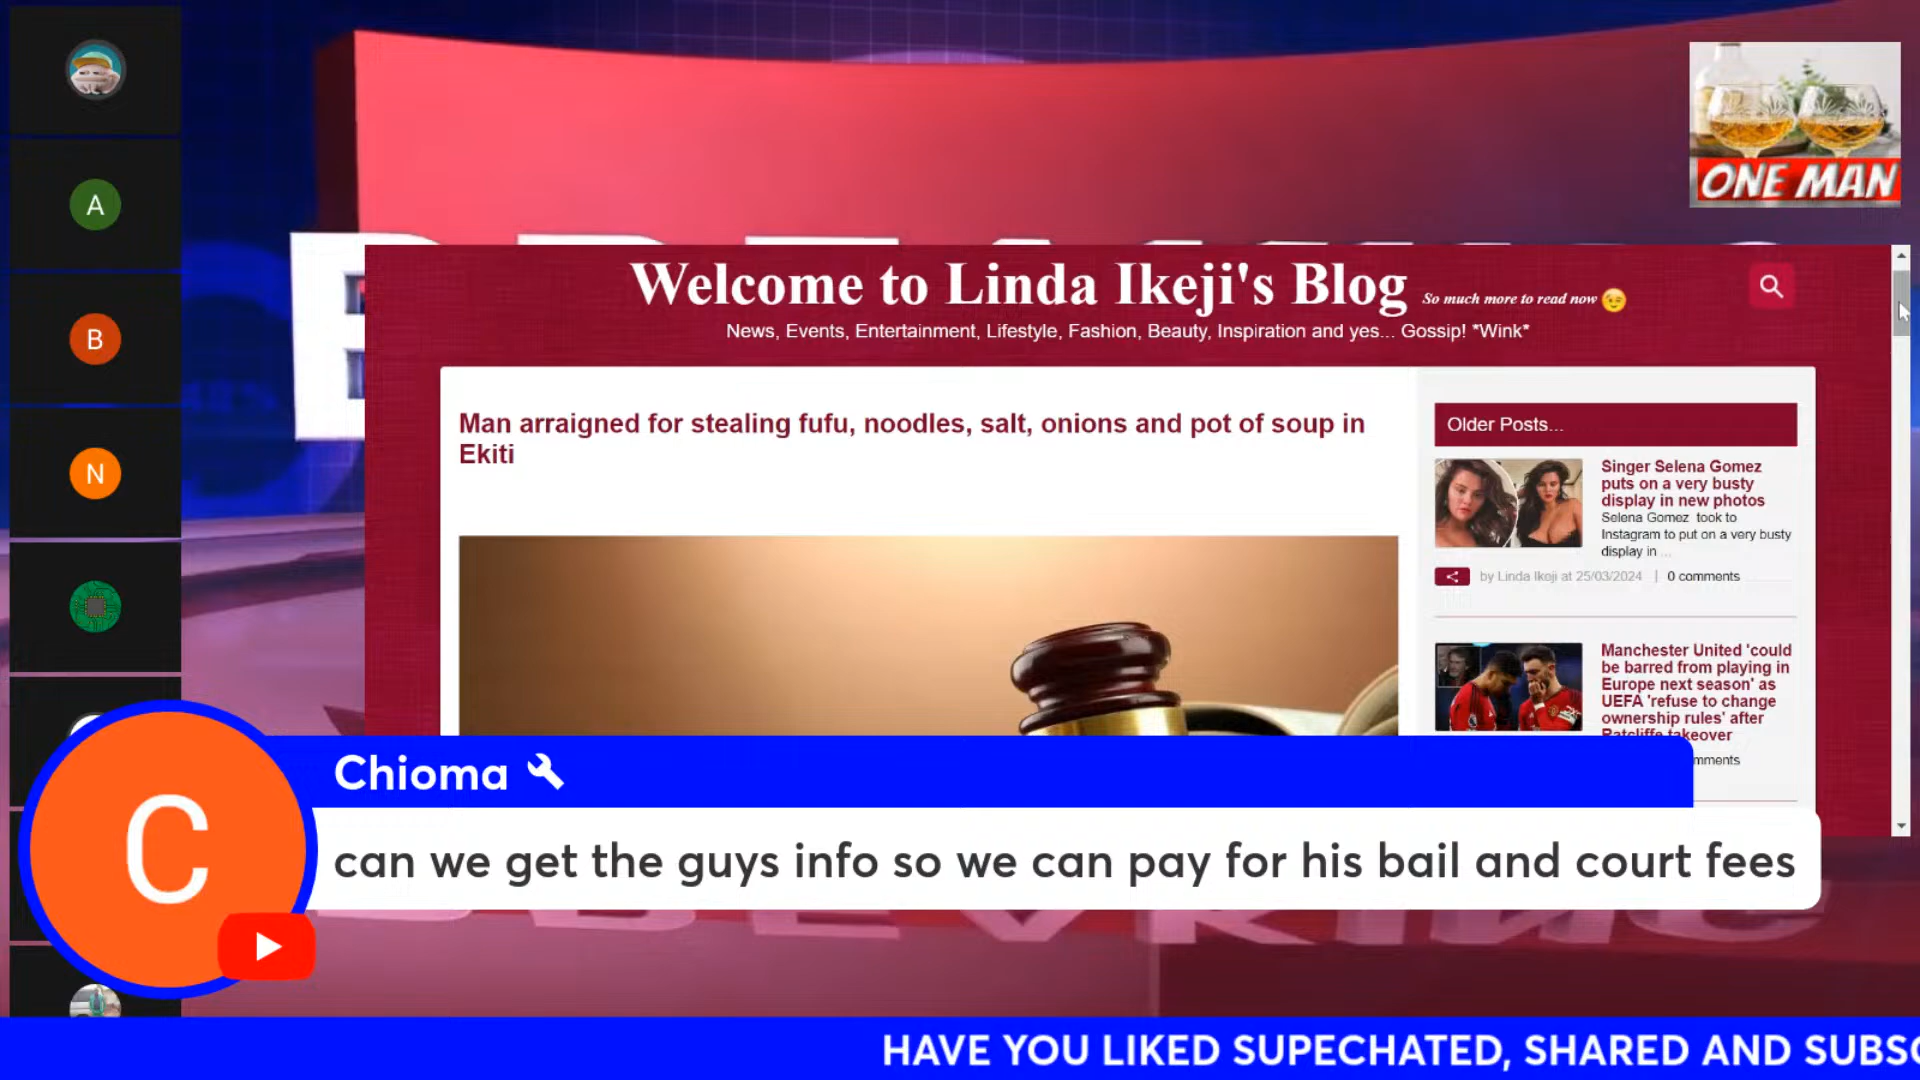 A
B
N
ONE MAN
Welcome to Linda Ikeji's Blog So much more to read now
News, Events, Entertainment, Lifestyle, Fashion, Beauty, Inspiration and yes... Gossip! *Wink*
Man arraigned for stealing fufu, noodles, salt, onions and pot of soup in
Ekiti
Older Posts...
Singer Selena Gomez
puts on a very busty
display in new photos
Selena Gomez took to
Instagram to put on a very busty
display in ...
by Linda Ikeji at 25/03/2024 | 0 comments
Manchester United 'could
be barred from playing in
Europe next season' as
UEFA 'refuse to change
ownership rules' after
Ratcliffe takeover
mments
Chioma
C
can we get the guys info so we can pay for his bail and court fees
HAVE YOU LIKED SUPECHATED, SHARED AND SUBSC